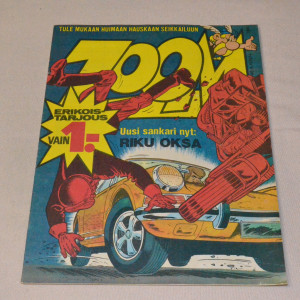 TULE MUKAAN HUIMAAN HAUSKAAN SEIKKAILUUN
ZOOM
ERIKOIS-
TARJOUS
VAIN 1:-
Uusi sankari nyt:
RIKU OKSA